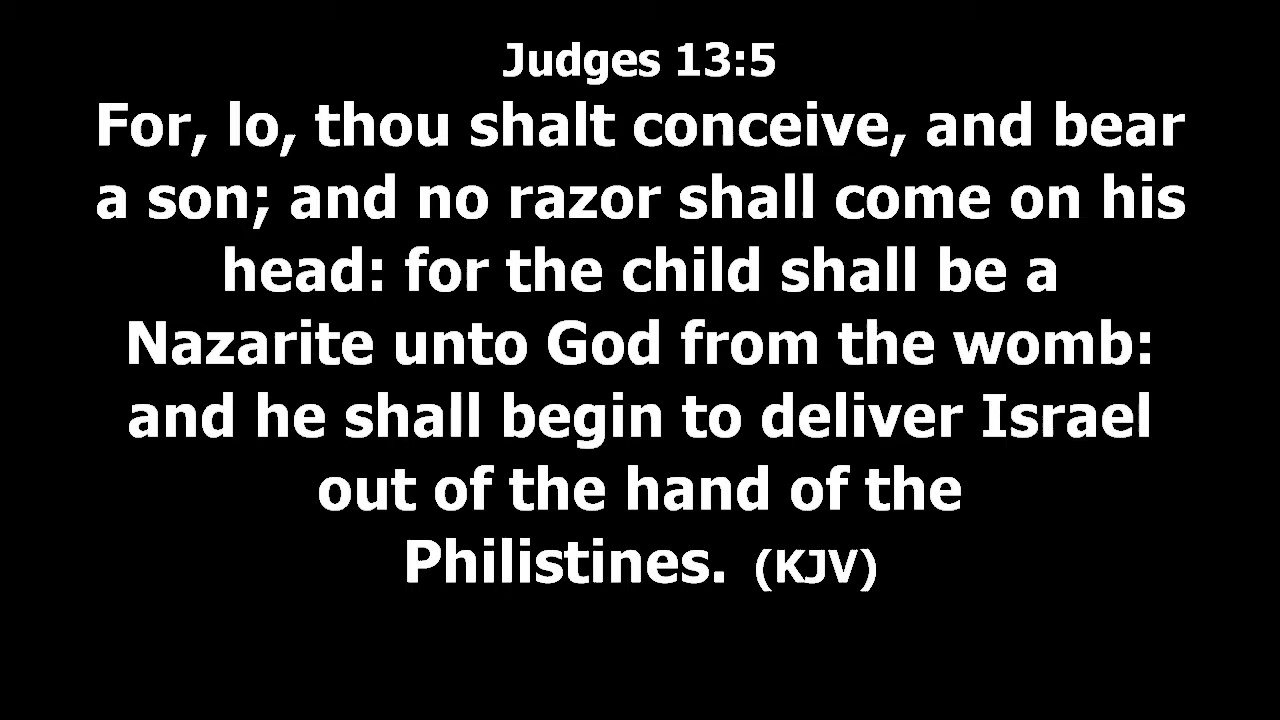 Judges 13:5
For, lo, thou shalt conceive, and bear
a son; and no razor shall come on his
head: for the child shall be a
Nazarite unto God from the womb:
and he shall begin to deliver Israel
out of the hand of the
Philistines. (KJV)